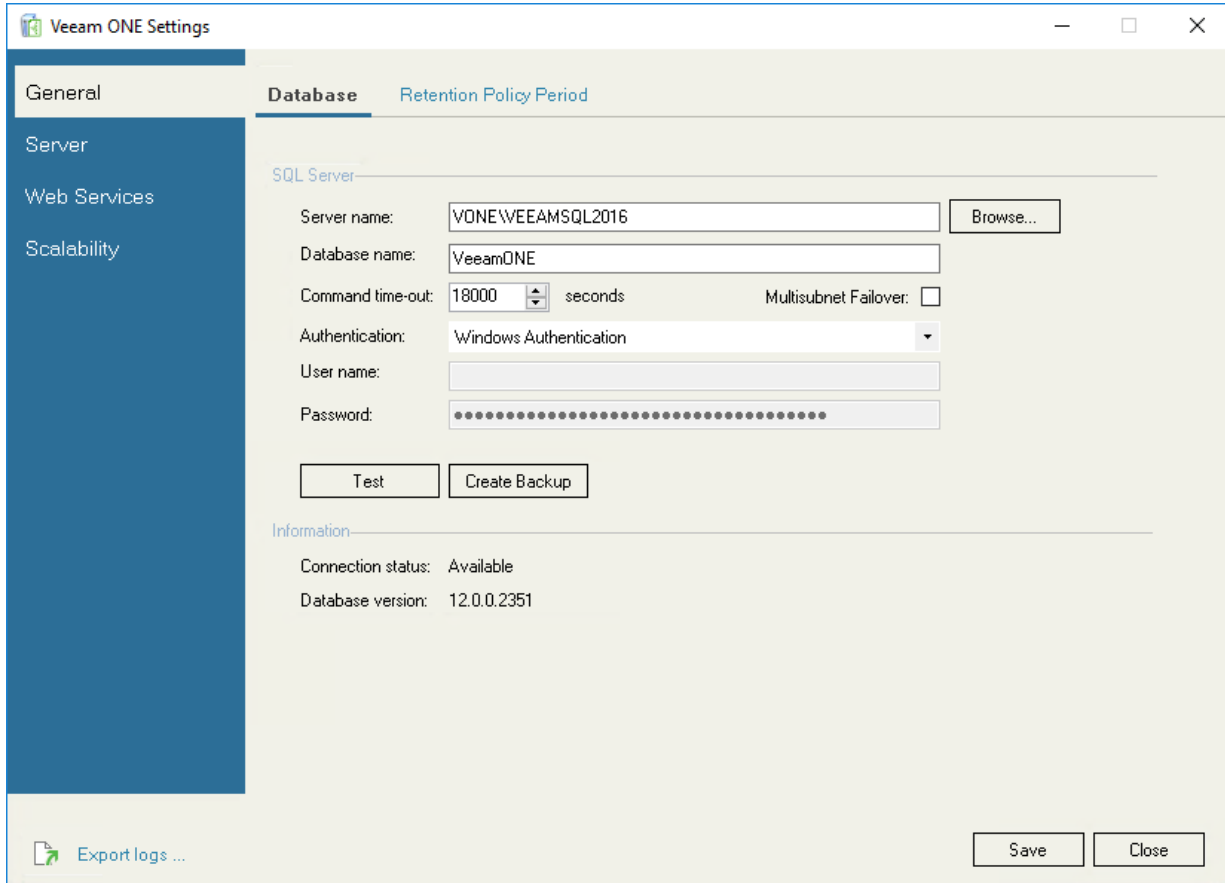 Veeam ONE Settings
General
Server
Web Services
Scalability
Database Retention Policy Period
SQL Server
Server name: VONE\VEEAMSQL2016 Browse...
Database name: VeeamONE
Command time-out: 18000 seconds Multisubnet Failover:
Authentication: Windows Authentication
User name:
Password: ●●●●●●●●●●●●●●●●●●●●●●●●●●●●●●●●●●●●
Test Create Backup
Information
Connection status: Available
Database version: 12.0.0.2351
Export logs ...
Save Close